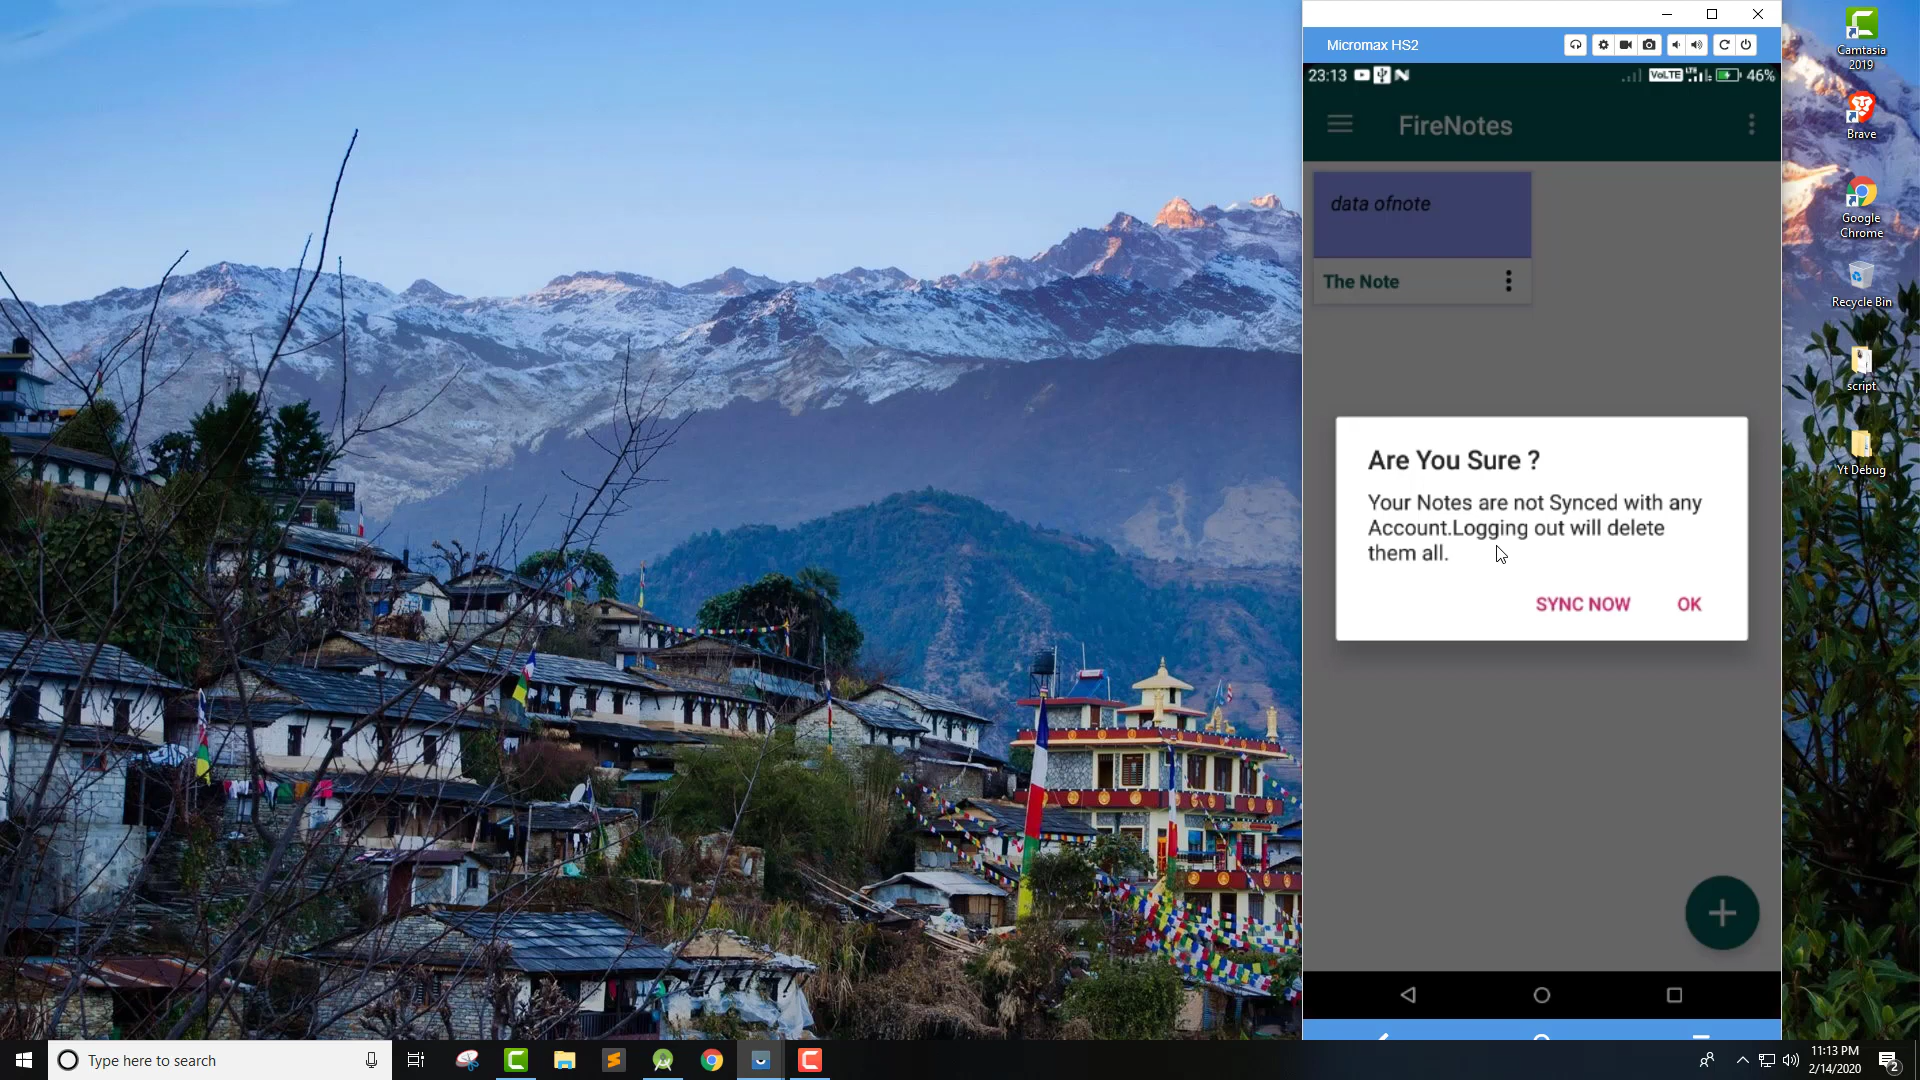 Micromax HS2
23:13
VoLTE
46%
FireNotes
data ofnote
The Note
Are You Sure ?
Your Notes are not Synced with any
Account.Logging out will delete
them all.
SYNC NOW OK
Camtasia
2019
Brave
Google
Chrome
Recycle Bin
script
Yt Debug
Type here to search
11:13 PM
2/14/2020
2